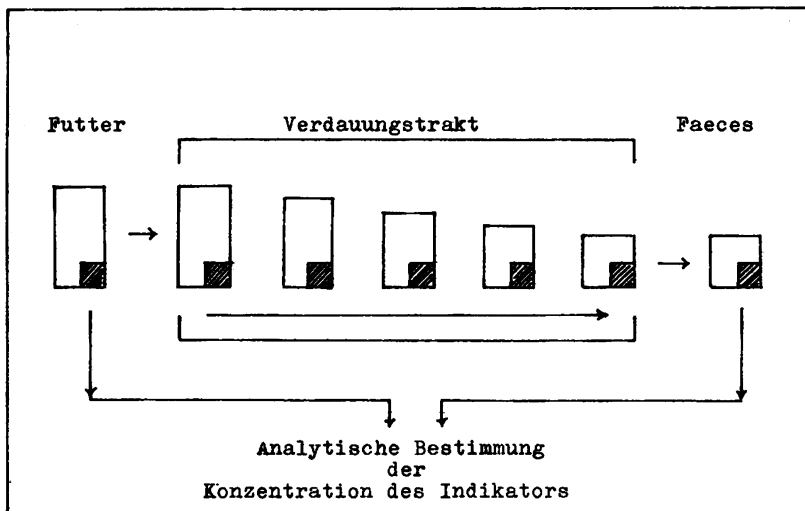 Futter Verdauungstrakt Faeces
Analytische Bestimmung
der
Konzentration des Indikators